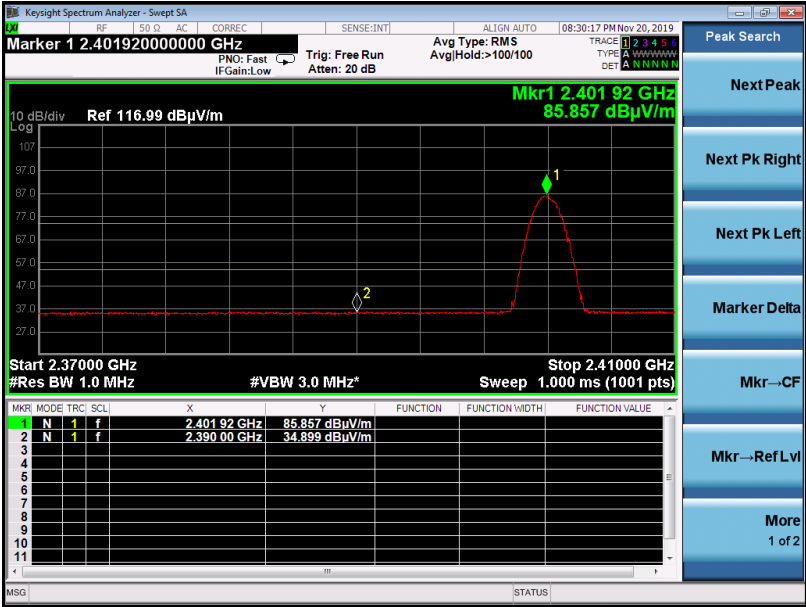 Keysight Spectrum Analyzer - Swept SA
LXI RF 50 Ω AC CORREC SENSE:INT ALIGN AUTO 08:30:17 PM Nov 20, 2019
Marker 1 2.401920000000 GHz
PNO: Fast
IFGain:Low
Trig: Free Run
Atten: 20 dB
Avg Type: RMS
Avg|Hold:>100/100
TRACE 1 2 3 4 5 6
TYPE A WWWWW
DET A N N N N N
Peak Search
Next Peak
Next Pk Right
Next Pk Left
Marker Delta
Mkr→CF
Mkr→Ref Lvl
More
1 of 2
Mkr1 2.401 92 GHz
85.857 dBµV/m
10 dB/div Ref 116.99 dBµV/m
Log
107
97.0
87.0
77.0
67.0
57.0
47.0
37.0
27.0
1
2
Start 2.37000 GHz Stop 2.41000 GHz
#Res BW 1.0 MHz #VBW 3.0 MHz* Sweep 1.000 ms (1001 pts)
MKR MODE TRC SCL X Y FUNCTION FUNCTION WIDTH FUNCTION VALUE
1 N 1 f 2.401 92 GHz 85.857 dBµV/m
2 N 1 f 2.390 00 GHz 34.899 dBµV/m
3
4
5
6
7
8
9
10
11
MSG STATUS